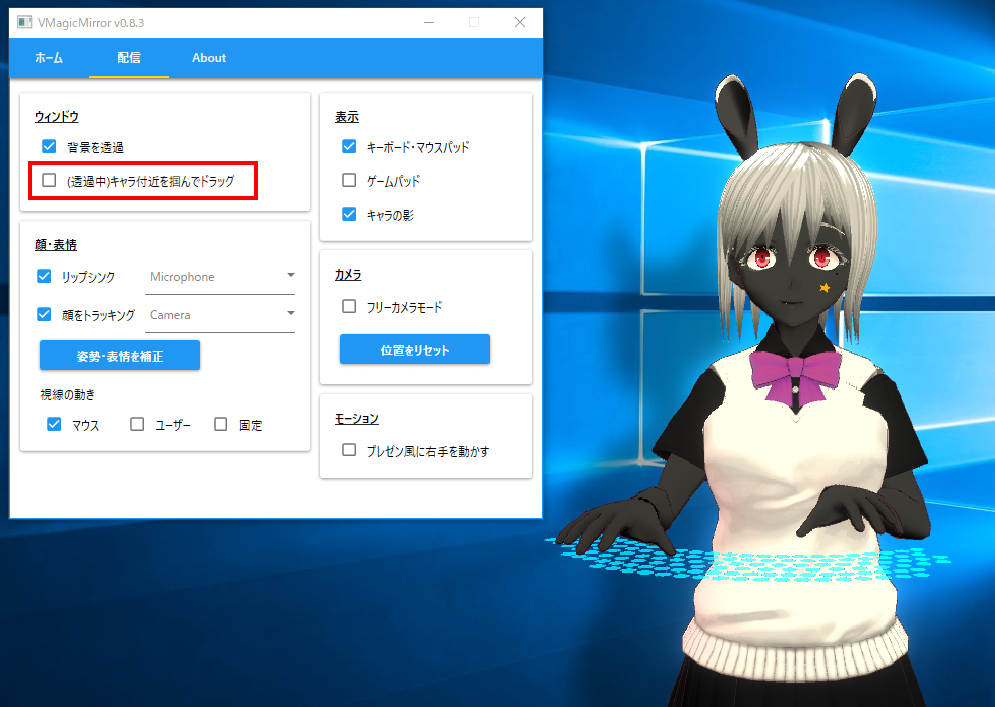 VMagicMirror v0.8.3
ホーム
配信
About
ウィンドウ
背景を透過
(透過中)キャラ付近を掴んでドラッグ
顔・表情
リップシンク
Microphone
顔をトラッキング
Camera
姿勢・表情を補正
視線の動き
マウス
ユーザー
固定
表示
キーボード・マウスパッド
ゲームパッド
キャラの影
カメラ
フリーカメラモード
位置をリセット
モーション
プレゼン風に右手を動かす